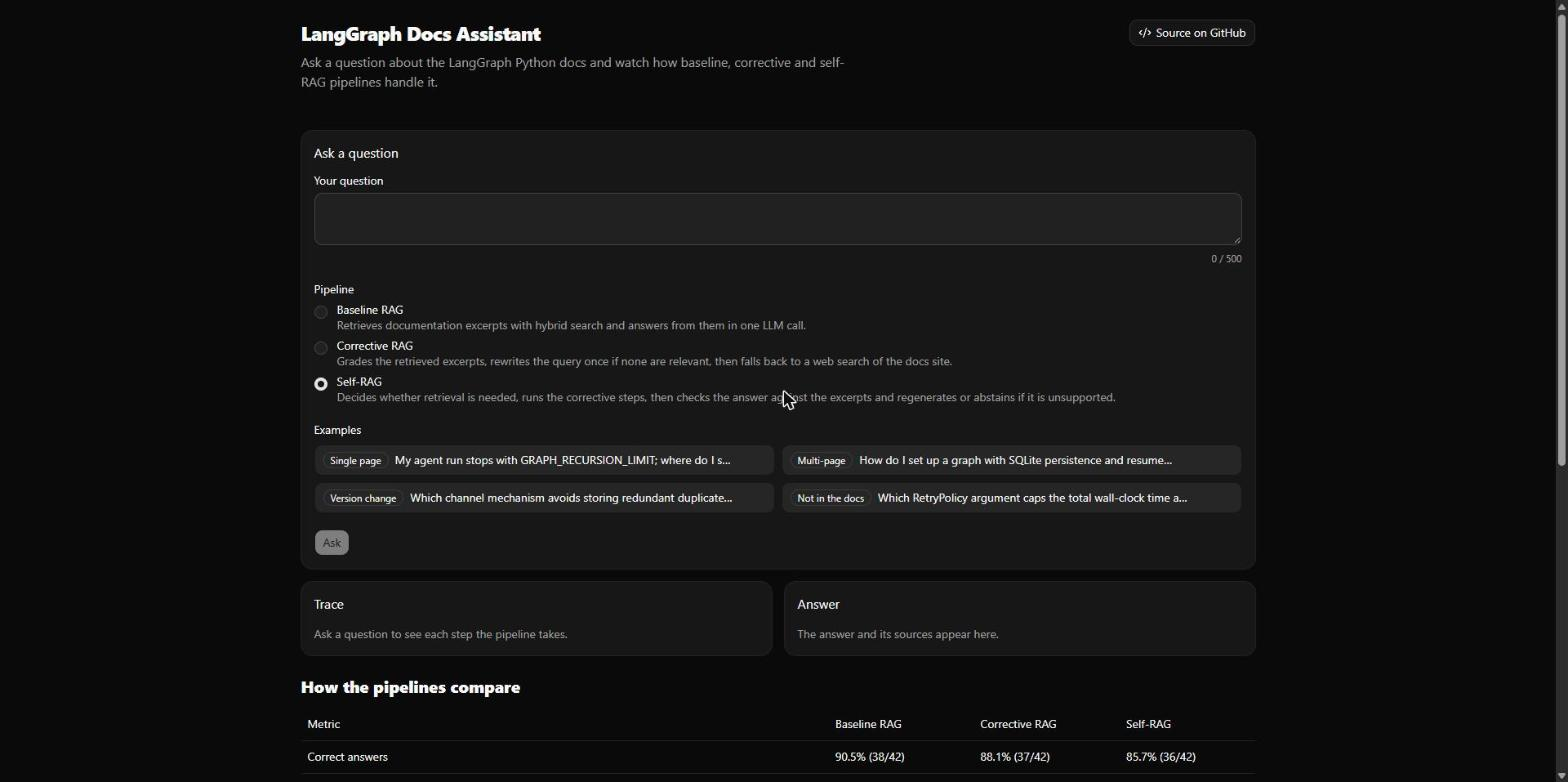 LangGraph Docs Assistant
</> Source on GitHub
Ask a question about the LangGraph Python docs and watch how baseline, corrective and self-
RAG pipelines handle it.
Ask a question
Your question
0 / 500
Pipeline
Baseline RAG
Retrieves documentation excerpts with hybrid search and answers from them in one LLM call.
Corrective RAG
Grades the retrieved excerpts, rewrites the query once if none are relevant, then falls back to a web search of the docs site.
Self-RAG
Decides whether retrieval is needed, runs the corrective steps, then checks the answer against the excerpts and regenerates or abstains if it is unsupported.
Examples
Single page My agent run stops with GRAPH_RECURSION_LIMIT; where do I s...
Multi-page How do I set up a graph with SQLite persistence and resume...
Version change Which channel mechanism avoids storing redundant duplicate...
Not in the docs Which RetryPolicy argument caps the total wall-clock time a...
Ask
Trace
Ask a question to see each step the pipeline takes.
Answer
The answer and its sources appear here.
How the pipelines compare
Metric Baseline RAG Corrective RAG Self-RAG
Correct answers 90.5% (38/42) 88.1% (37/42) 85.7% (36/42)